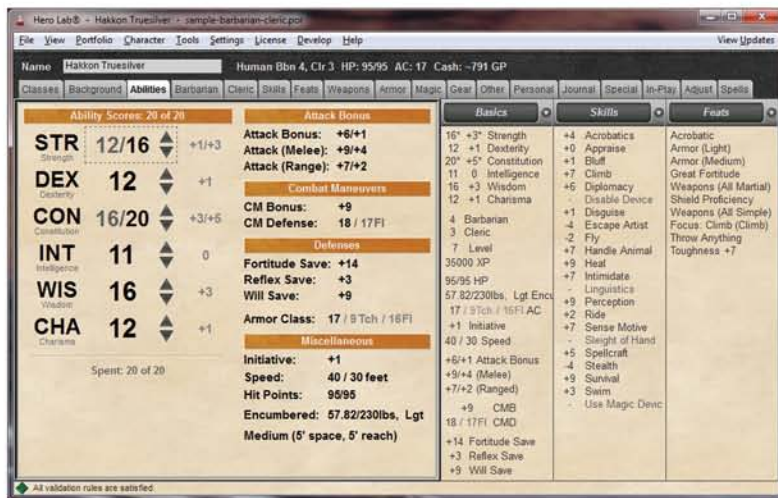 Hero Lab® - Hakkon Truesilver - sample-barbarian-cleric.por
File View Portfolio Character Tools Settings License Develop Help View Updates
Name Hakkon Truesilver Human Bbn 4, Clr 3 HP: 95/95 AC: 17 Cash: ~791 GP
Classes Background Abilities Barbarian Cleric Skills Feats Weapons Armor Magic Gear Other Personal Journal Special In-Play Adjust Spells
Ability Scores: 20 of 20
STR 12/16 +1/+3
Strength
DEX 12 +1
Dexterity
CON 16/20 +3/+5
Constitution
INT 11 0
Intelligence
WIS 16 +3
Wisdom
CHA 12 +1
Charisma
Spent: 20 of 20
Attack Bonus
Attack Bonus: +6/+1
Attack (Melee): +9/+4
Attack (Range): +7/+2
Combat Maneuvers
CM Bonus: +9
CM Defense: 18 / 17Fl
Defenses
Fortitude Save: +14
Reflex Save: +3
Will Save: +9
Armor Class: 17 / 9Tch / 16Fl
Miscellaneous
Initiative: +1
Speed: 40 / 30 feet
Hit Points: 95/95
Encumbered: 57.82/230lbs, Lgt
Medium (5' space, 5' reach)
Basics
16* +3* Strength
12 +1 Dexterity
20* +5* Constitution
11 0 Intelligence
16 +3 Wisdom
12 +1 Charisma
4 Barbarian
3 Cleric
7 Level
35000 XP
95/95 HP
57.82/230lbs, Lgt Encu
17 / 9Tch / 16Fl AC
+1 Initiative
40 / 30 Speed
+6/+1 Attack Bonus
+9/+4 (Melee)
+7/+2 (Ranged)
+9 CMB
18 / 17Fl CMD
+14 Fortitude Save
+3 Reflex Save
+9 Will Save
Skills
+4 Acrobatics
+0 Appraise
+1 Bluff
+7 Climb
+6 Diplomacy
- Disable Device
+1 Disguise
-4 Escape Artist
-2 Fly
+7 Handle Animal
+9 Heal
+7 Intimidate
- Linguistics
+9 Perception
+2 Ride
+7 Sense Motive
- Sleight of Hand
+5 Spellcraft
-4 Stealth
+9 Survival
+3 Swim
- Use Magic Devic
Feats
Acrobatic
Armor (Light)
Armor (Medium)
Great Fortitude
Weapons (All Martial)
Shield Proficiency
Weapons (All Simple)
Focus: Climb (Climb)
Throw Anything
Toughness +7
All validation rules are satisfied.